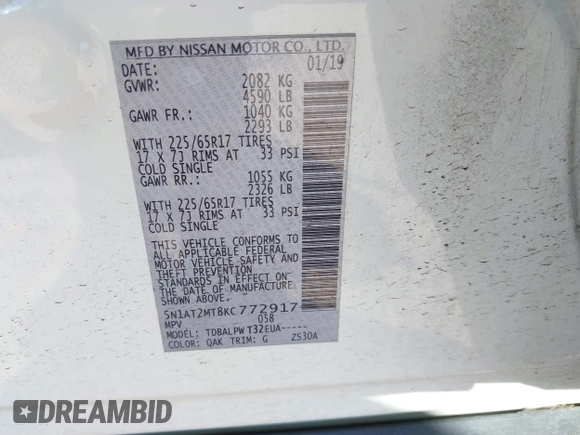 MFD BY NISSAN MOTOR CO., LTD.
DATE: 01/19
GVWR: 2082 KG
4590 LB
GAWR FR.: 1040 KG
2293 LB
WITH 225/65R17 TIRES
17 X 7J RIMS AT 33 PSI
COLD SINGLE
GAWR RR.: 1055 KG
2326 LB
WITH 225/65R17 TIRES
17 X 7J RIMS AT 33 PSI
COLD SINGLE
THIS VEHICLE CONFORMS TO
ALL APPLICABLE FEDERAL
MOTOR VEHICLE SAFETY AND
THEFT PREVENTION
STANDARDS IN EFFECT ON
THE DATE OF MANUFACTURE
SHOWN ABOVE.
5N1AT2MT8KC772917
MPV 058
MODEL: TDBALPW T32EUA-----
COLOR: QAK TRIM: G ZS30A
DREAMBID